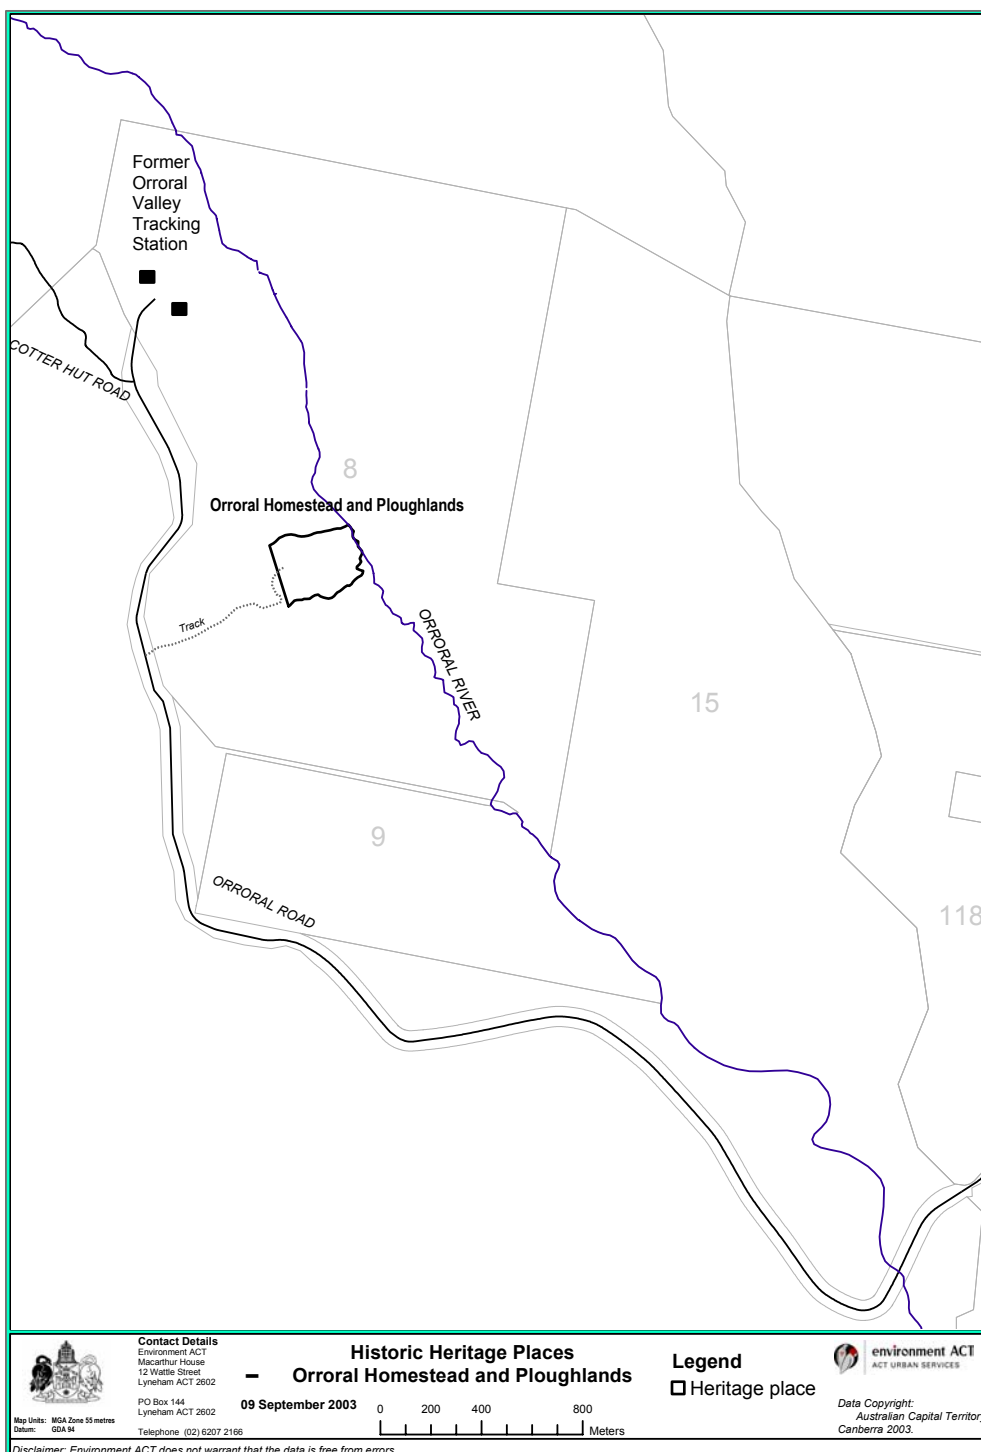 Former
Orroral
Valley
Tracking
Station
COTTER HUT ROAD
8
Orroral Homestead and Ploughlands
Track
ORRORAL RIVER
15
9
ORRORAL ROAD
118
Contact Details
Environment ACT
Macarthur House
12 Wattle Street
Lyneham ACT 2602
PO Box 144
Lyneham ACT 2602
Telephone (02) 6207 2166
Map Units: MGA Zone 55 metres
Datum: GDA 94
Historic Heritage Places
Orroral Homestead and Ploughlands
09 September 2003
0 200 400 800
Meters
Legend
Heritage place
environment ACT
ACT URBAN SERVICES
Data Copyright:
Australian Capital Territory
Canberra 2003.
Disclaimer: Environment ACT does not warrant that the data is free from errors